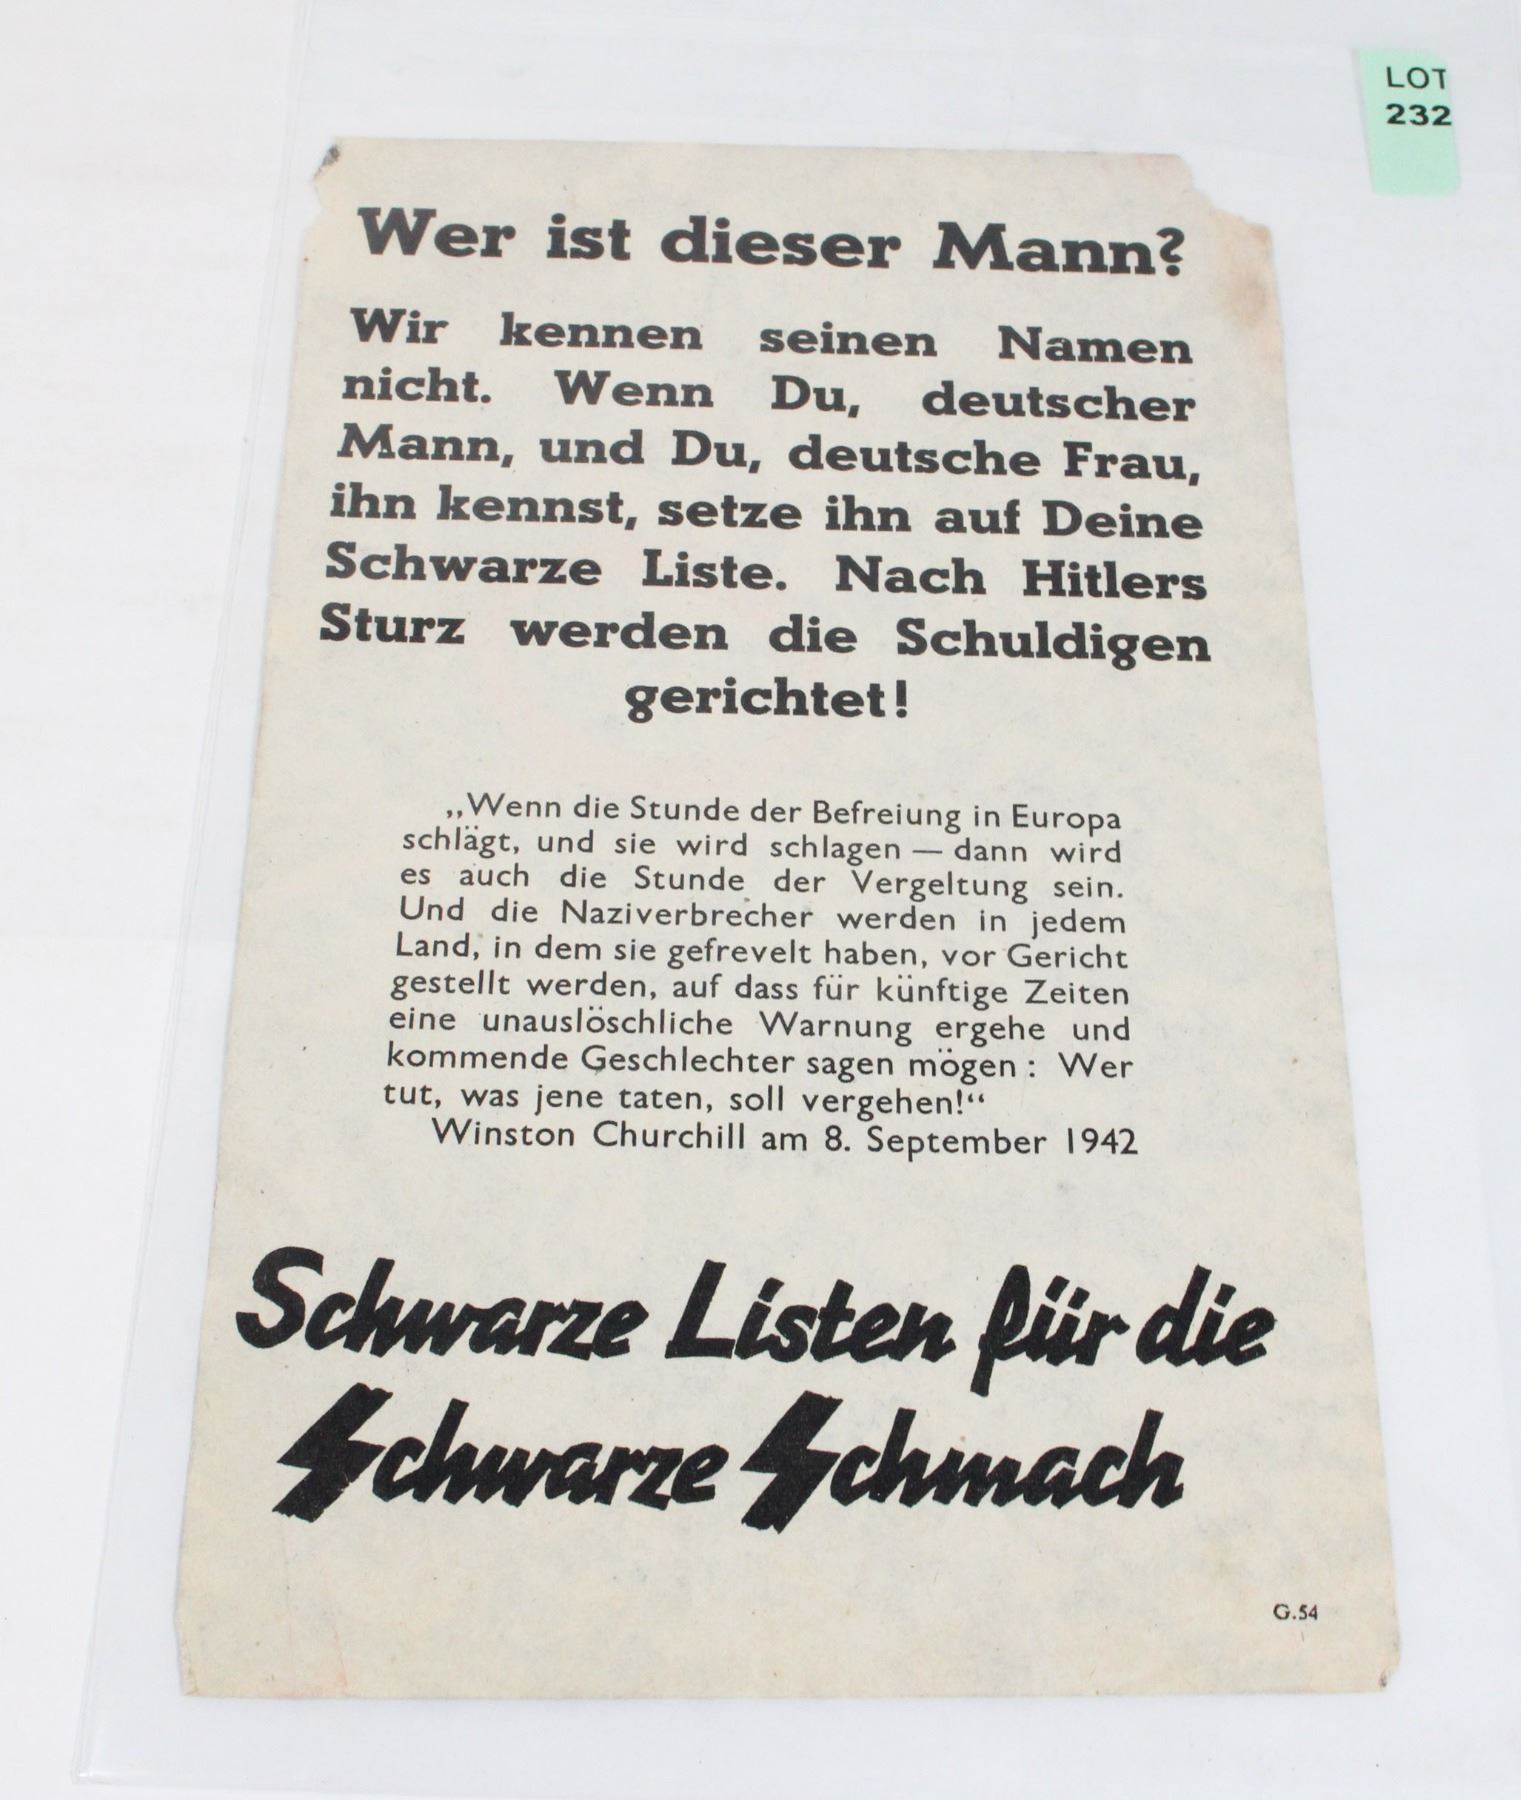 LOT
232
Wer ist dieser Mann?
Wir kennen seinen Namen
nicht. Wenn Du, deutscher
Mann, und Du, deutsche Frau,
ihn kennst, setze ihn auf Deine
Schwarze Liste. Nach Hitlers
Sturz werden die Schuldigen
gerichtet!
„Wenn die Stunde der Befreiung in Europa
schlägt, und sie wird schlagen — dann wird
es auch die Stunde der Vergeltung sein.
Und die Naziverbrecher werden in jedem
Land, in dem sie gefrevelt haben, vor Gericht
gestellt werden, auf dass für künftige Zeiten
eine unauslöschliche Warnung ergehe und
kommende Geschlechter sagen mögen : Wer
tut, was jene taten, soll vergehen!“
Winston Churchill am 8. September 1942
Schwarze Listen für die
Schwarze Schmach
G.54